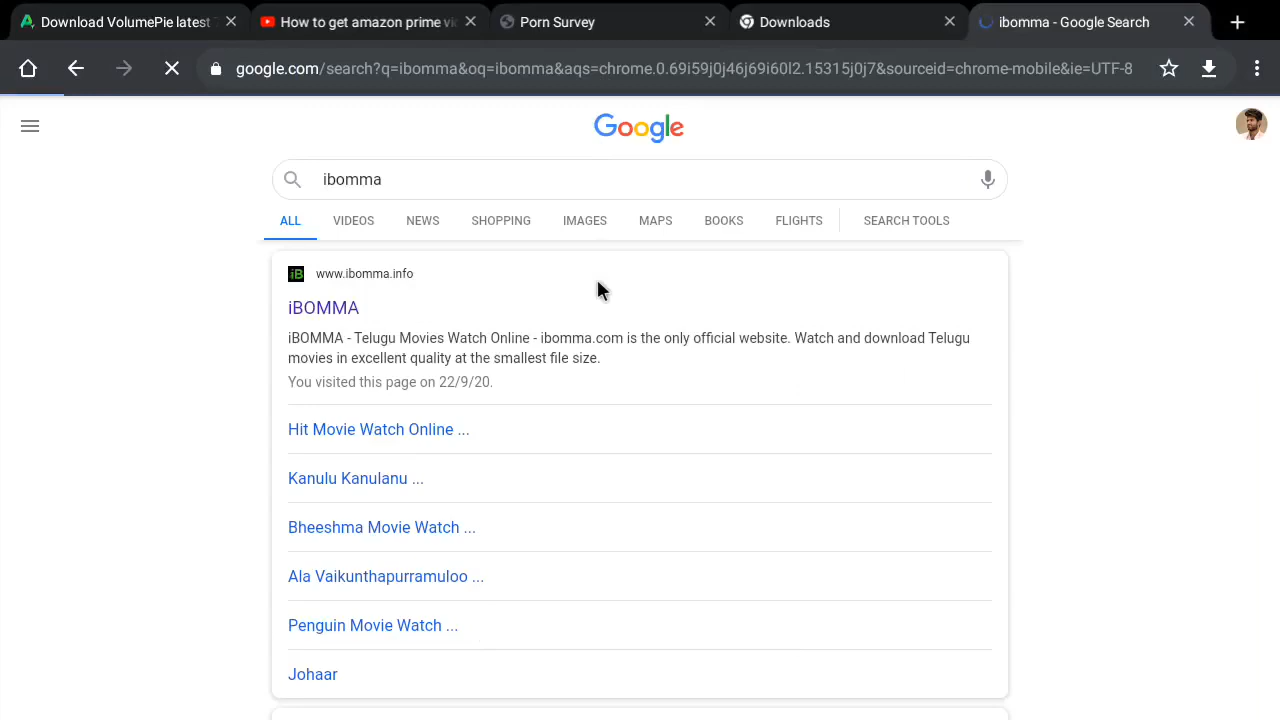 Download VolumePie latest
How to get amazon prime vi
Porn Survey
Downloads
ibomma - Google Search
google.com/search?q=ibomma&oq=ibomma&aqs=chrome.0.69i59j0j46j69i60l2.15315j0j7&sourceid=chrome-mobile&ie=UTF-8
Google
ibomma
ALL VIDEOS NEWS SHOPPING IMAGES MAPS BOOKS FLIGHTS SEARCH TOOLS
iB www.ibomma.info
iBOMMA
iBOMMA - Telugu Movies Watch Online - ibomma.com is the only official website. Watch and download Telugu
movies in excellent quality at the smallest file size.
You visited this page on 22/9/20.
Hit Movie Watch Online ...
Kanulu Kanulanu ...
Bheeshma Movie Watch ...
Ala Vaikunthapurramuloo ...
Penguin Movie Watch ...
Johaar